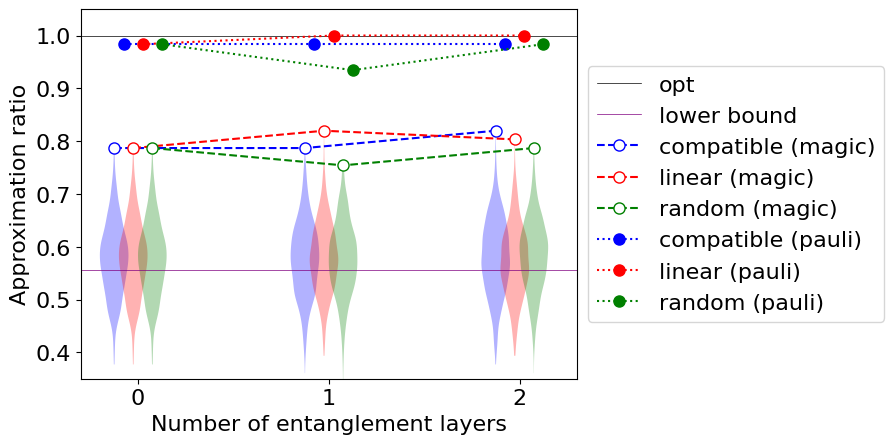 1.0
0.9
0.8
0.7
0.6
0.5
0.4
Approximation ratio
0 1 2
Number of entanglement layers
opt
lower bound
compatible (magic)
linear (magic)
random (magic)
compatible (pauli)
linear (pauli)
random (pauli)